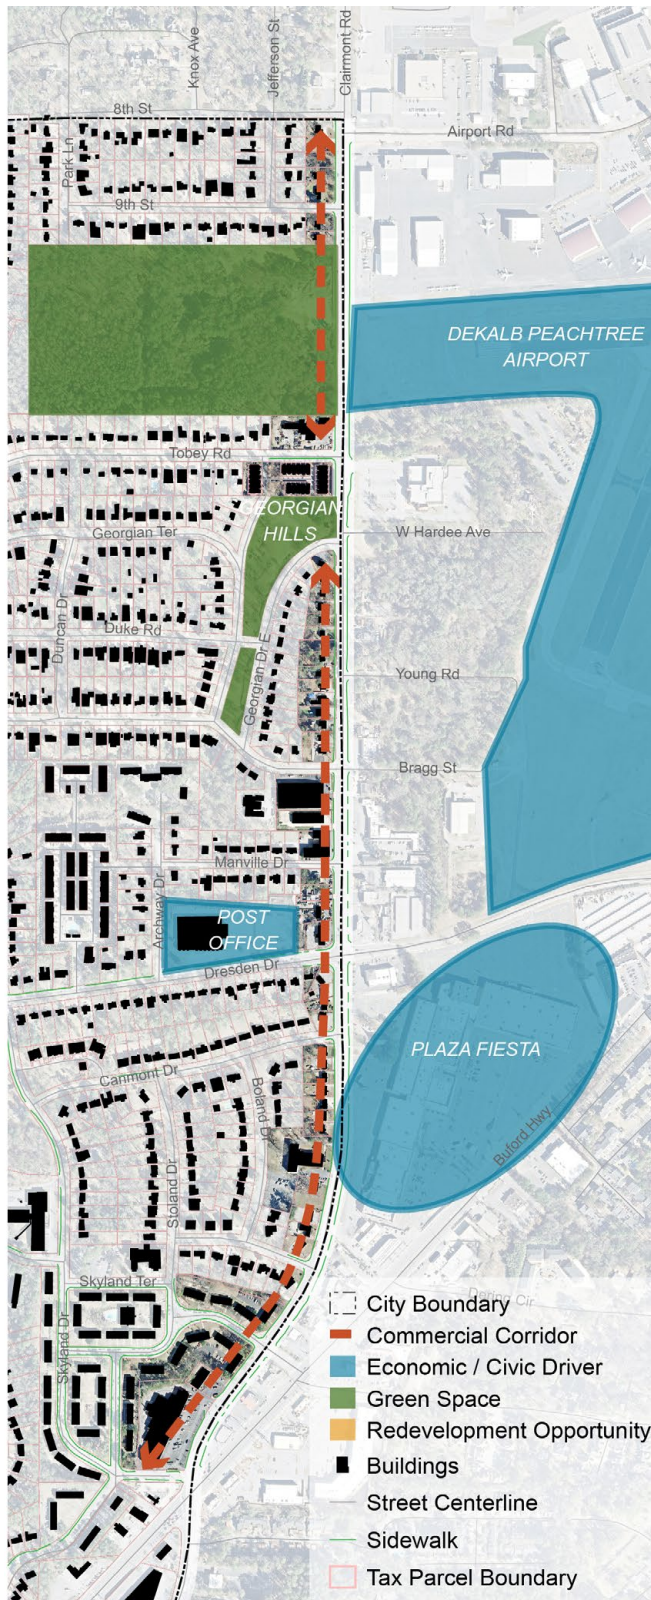 Knox Ave
Jefferson St
Clairmont Rd
8th St
Airport Rd
Park Ln
9th St
DEKALB PEACHTREE
AIRPORT
Tobey Rd
GEORGIAN
HILLS
Georgian Ter
W Hardee Ave
Duncan Dr
Duke Rd
Georgian Dr E
Young Rd
Bragg St
Manville Dr
Archway Dr
POST
OFFICE
Dresden Dr
PLAZA FIESTA
Canmont Dr
Boland Dr
Buford Hwy
Stoland Dr
Skyland Ter
Dering Cir
Skyland Dr
City Boundary
Commercial Corridor
Economic / Civic Driver
Green Space
Redevelopment Opportunity
Buildings
Street Centerline
Sidewalk
Tax Parcel Boundary